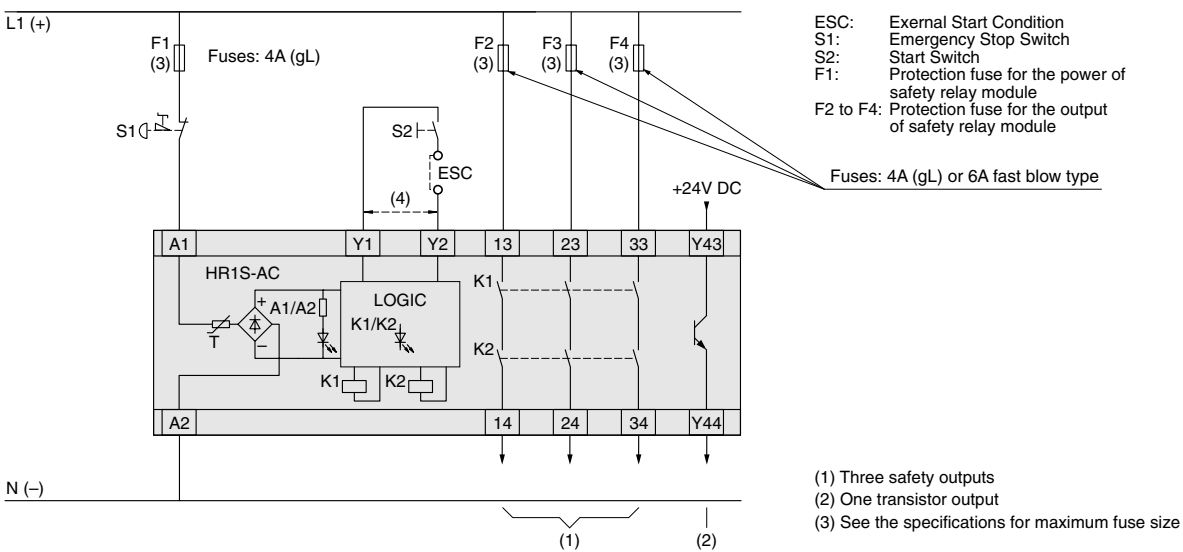 L1 (+)
F1
(3)
Fuses: 4A (gL)
F2
(3)
F3
(3)
F4
(3)
ESC: Exernal Start Condition
S1: Emergency Stop Switch
S2: Start Switch
F1: Protection fuse for the power of
safety relay module
F2 to F4: Protection fuse for the output
of safety relay module
Fuses: 4A (gL) or 6A fast blow type
S1
S2
ESC
(4)
+24V DC
A1
Y1
Y2
13
23
33
Y43
HR1S-AC
+
A1/A2
T
–
LOGIC
K1/K2
K1
K2
K1
K2
A2
14
24
34
Y44
N (–)
(1)
(2)
(1) Three safety outputs
(2) One transistor output
(3) See the specifications for maximum fuse size